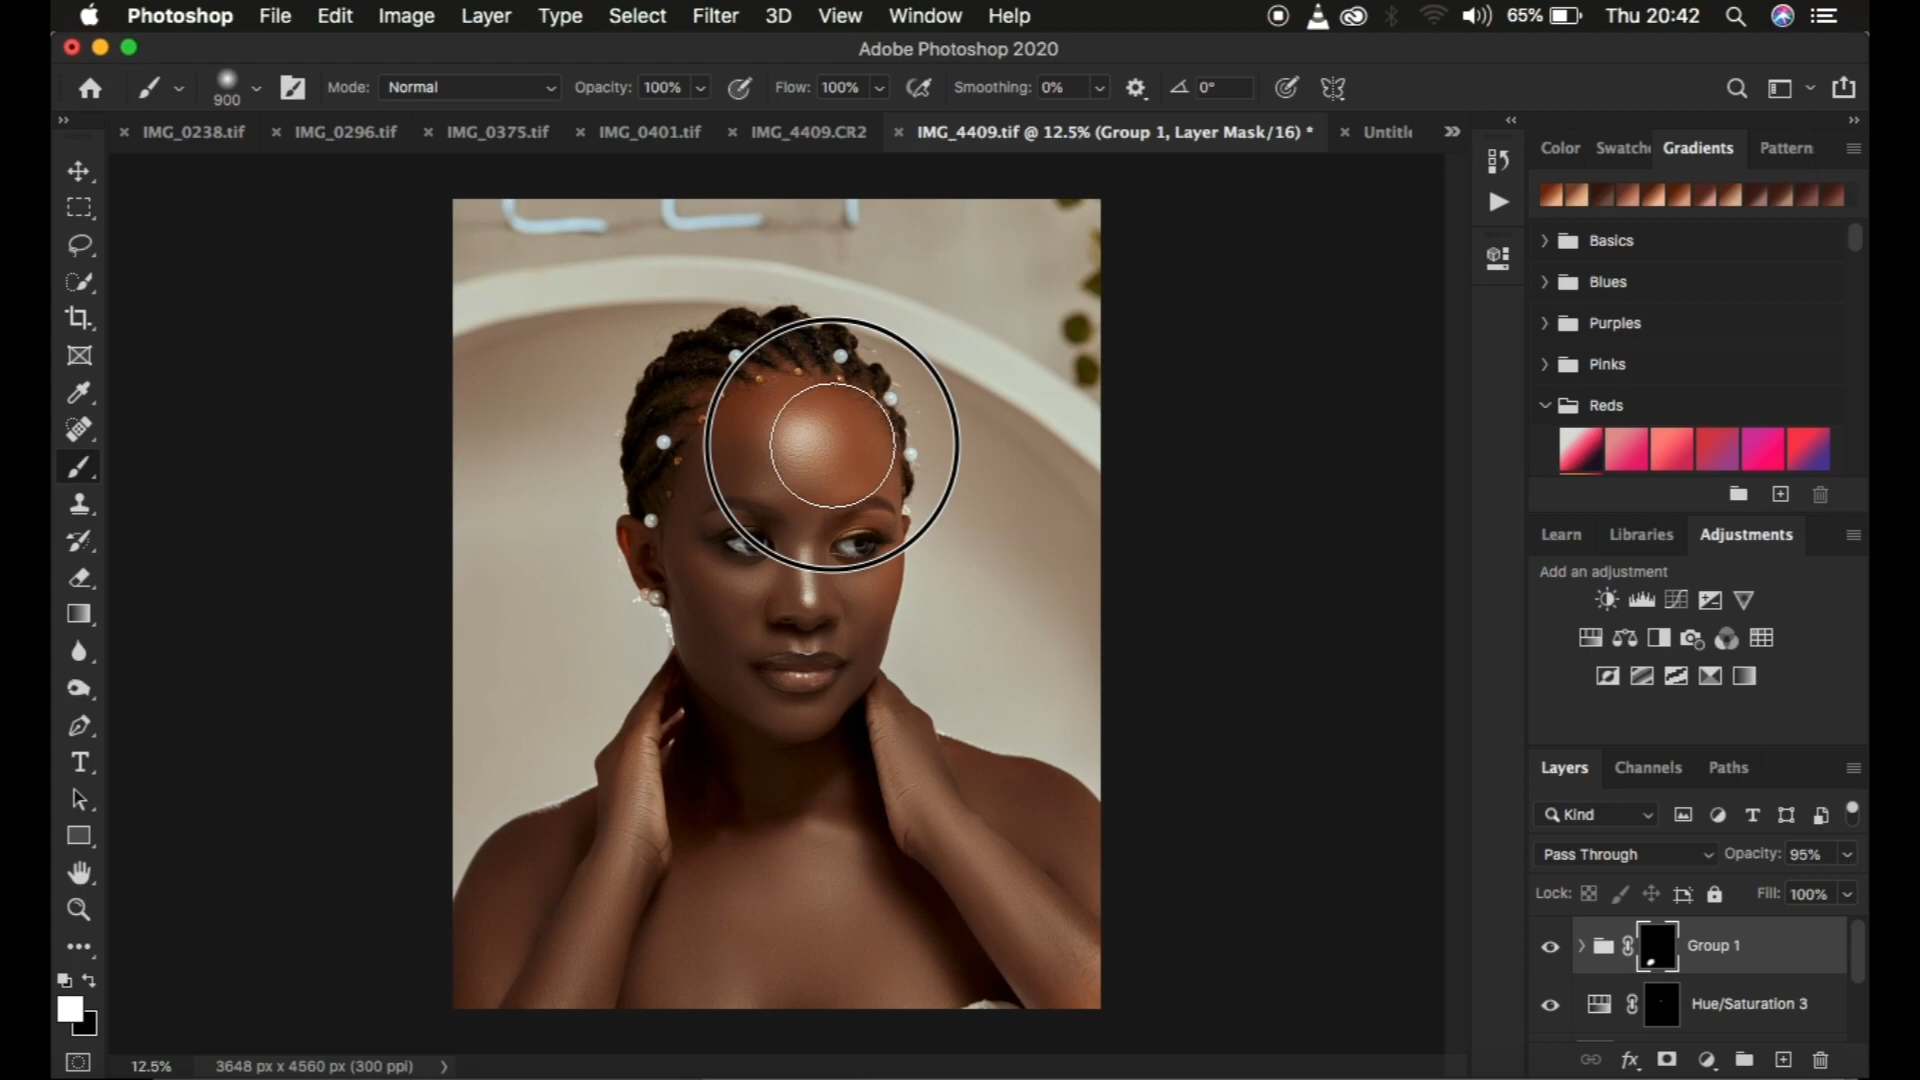 Photoshop File Edit Image Layer Type Select Filter 3D View Window Help 65% Thu 20:42
Adobe Photoshop 2020
900 Mode: Normal Opacity: 100% Flow: 100% Smoothing: 0% 0°
IMG_0238.tif IMG_0296.tif IMG_0375.tif IMG_0401.tif IMG_4409.CR2 IMG_4409.tif @ 12.5% (Group 1, Layer Mask/16) * Untitle
Color Swatche Gradients Pattern
Basics
Blues
Purples
Pinks
Reds
Learn Libraries Adjustments
Add an adjustment
Layers Channels Paths
Kind
Pass Through Opacity: 95%
Lock: Fill: 100%
Group 1
Hue/Saturation 3
12.5% 3648 px x 4560 px (300 ppi)